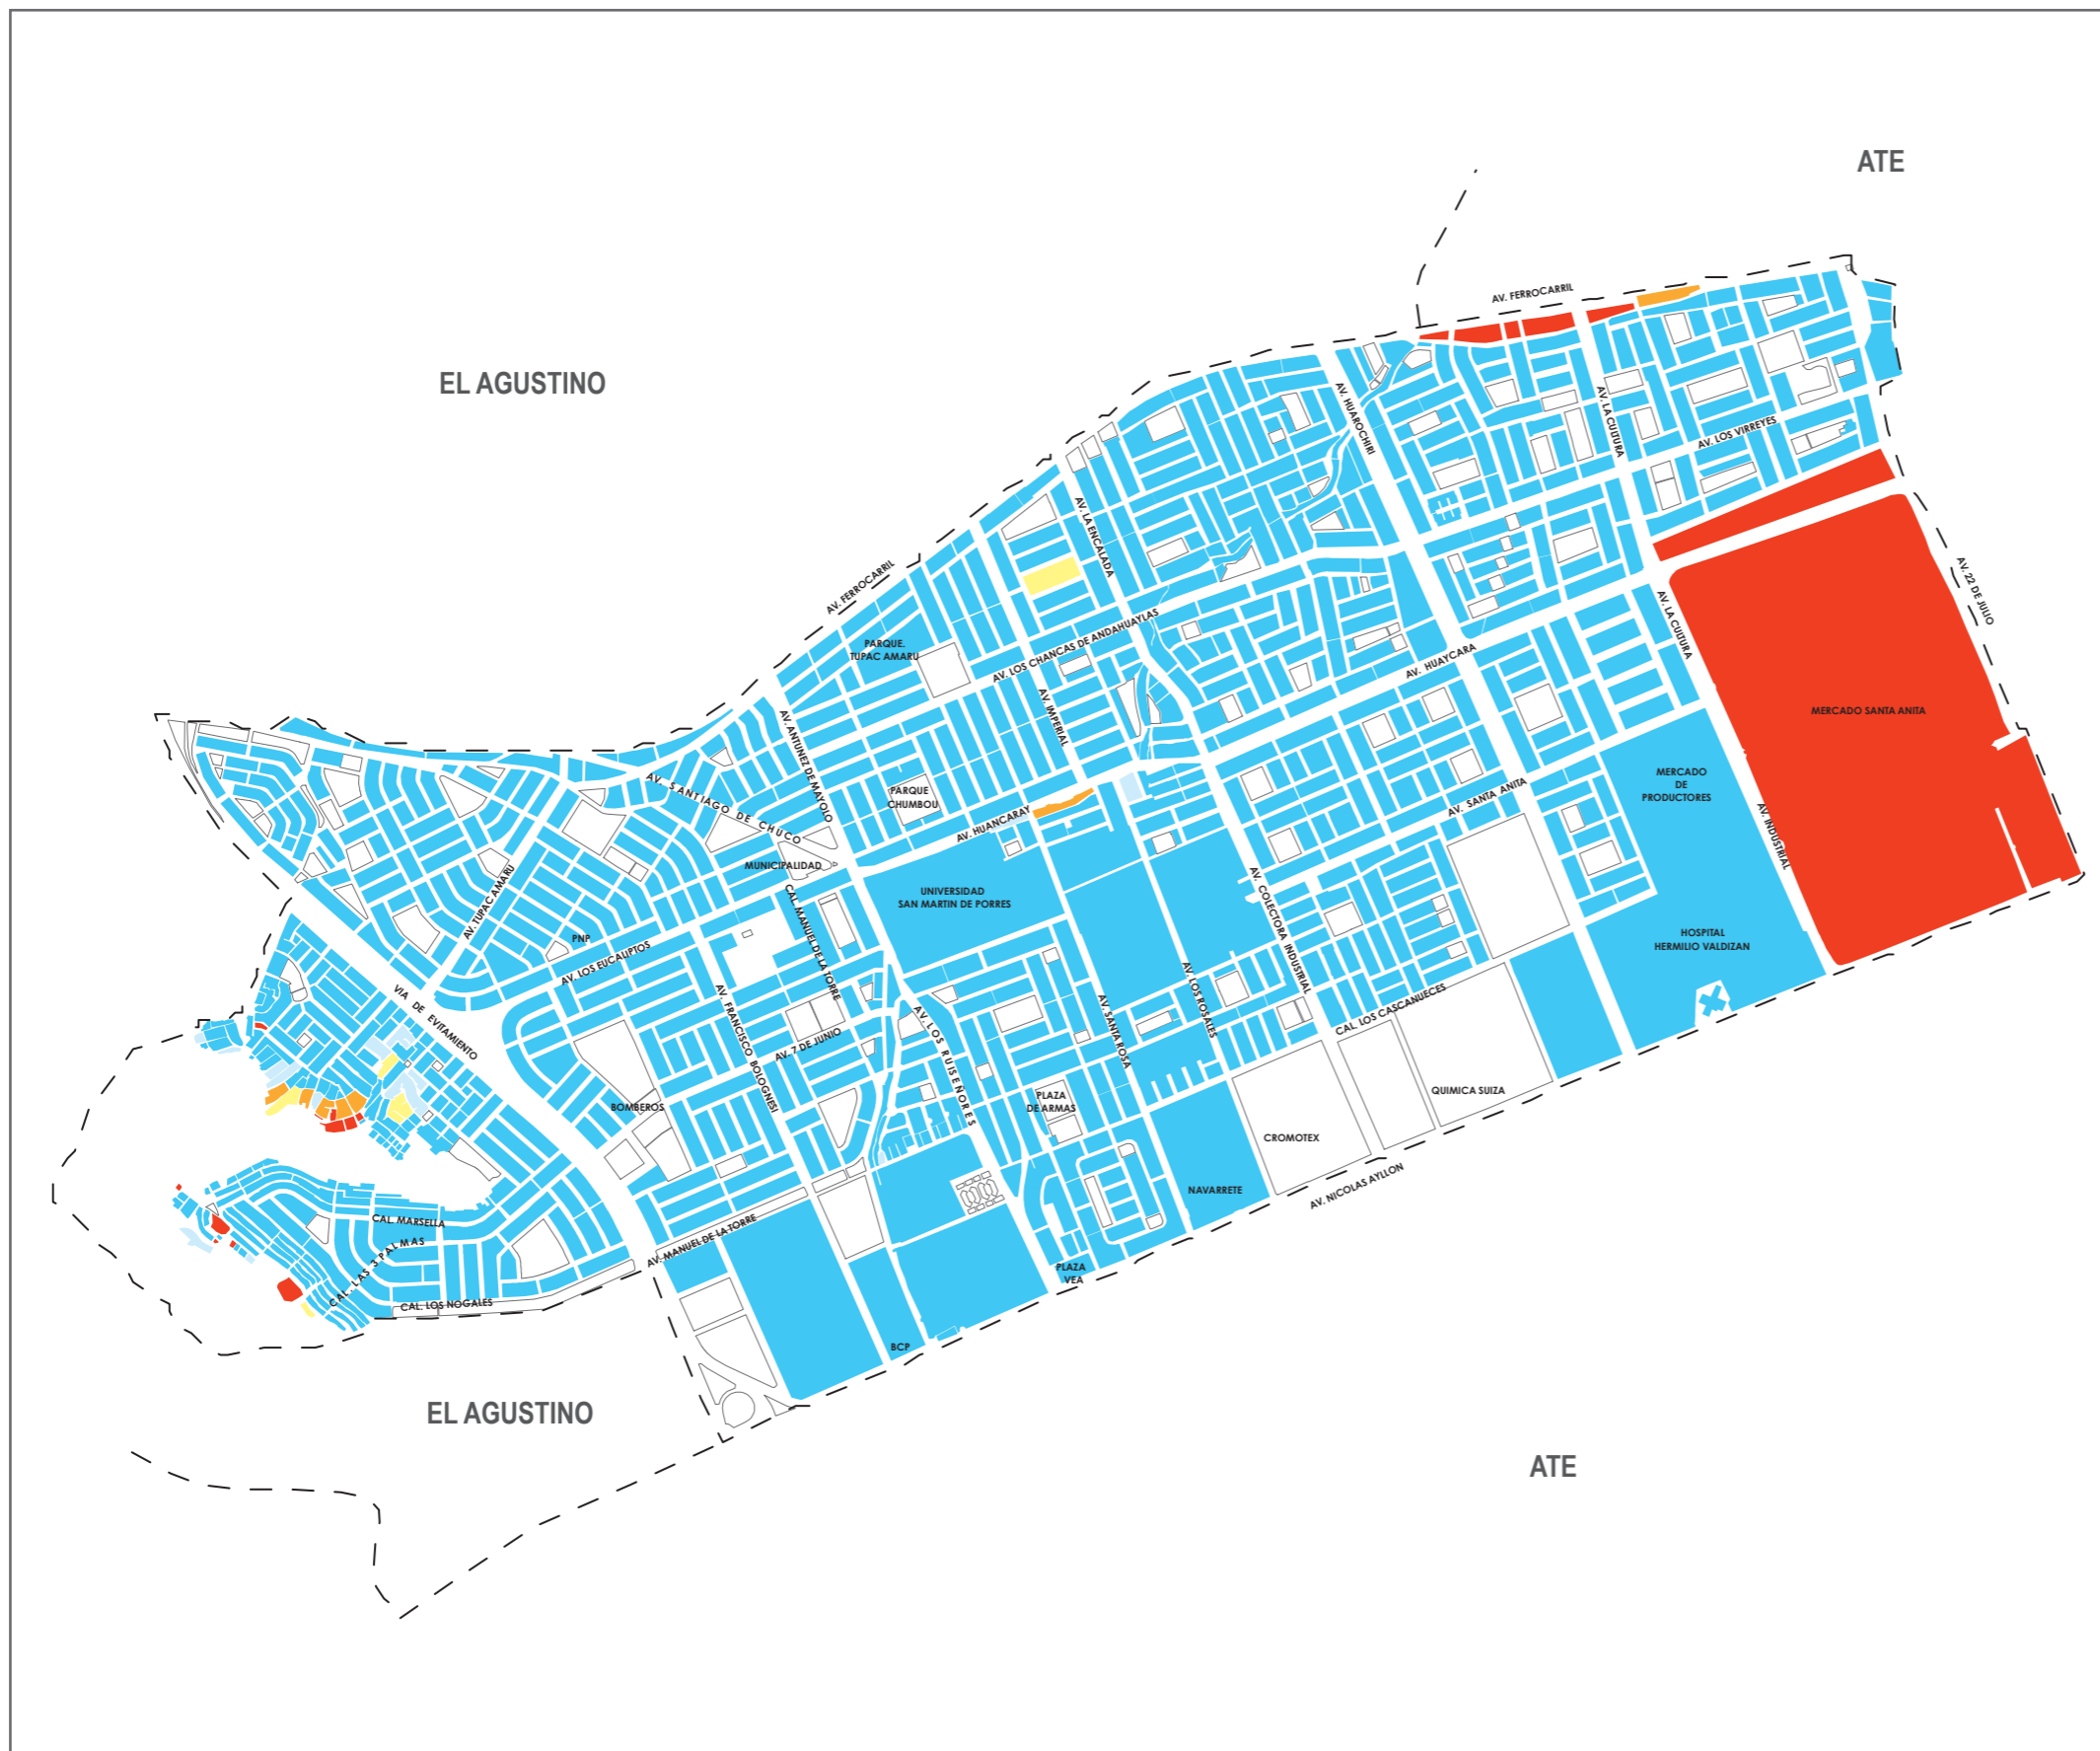 ATE
AV. FERROCARRIL
EL AGUSTINO
AV. HUAROCHIRI
AV. LA CULTURA
AV. LOS VIRREYES
AV. LA ENCALADA
AV. FERROCARRIL
AV. 22 DE JULIO
PARQUE.
TUPAC AMARU
AV. LOS CHANCAS DE ANDAHUAYLAS
AV. LA CULTURA
AV. HUAYCARA
AV. IMPERIAL
MERCADO SANTA ANITA
AV. ANTUNEZ DE MAYOLO
AV. SANTIAGO DE CHUCO
PARQUE
CHUMBOU
MERCADO
DE
PRODUCTORES
AV. SANTA ANITA
AV. HUANCARAY
AV. INDUSTRIAL
MUNICIPALIDAD
UNIVERSIDAD
SAN MARTIN DE PORRES
AV. TUPAC AMARU
CAL. MANUEL DE LA TORRE
AV. COLECTORA INDUSTRIAL
PNP
AV. LOS EUCALIPTOS
HOSPITAL
HERMILIO VALDIZAN
VIA DE EVITAMIENTO
AV. FRANCISCO BOLOGNESI
AV. 7 DE JUNIO
AV. LOS RUISEÑORES
AV. SANTA ROSA
AV. LOS ROSALES
CAL. LOS CASCANUECES
BOMBEROS
PLAZA
DE ARMAS
QUIMICA SUIZA
CROMOTEX
NAVARRETE
AV. NICOLAS AYLLON
CAL. MARSELLA
CAL. LAS 3 PALMAS
AV. MANUEL DE LA TORRE
PLAZA
VEA
CAL. LOS NOGALES
BCP
EL AGUSTINO
ATE